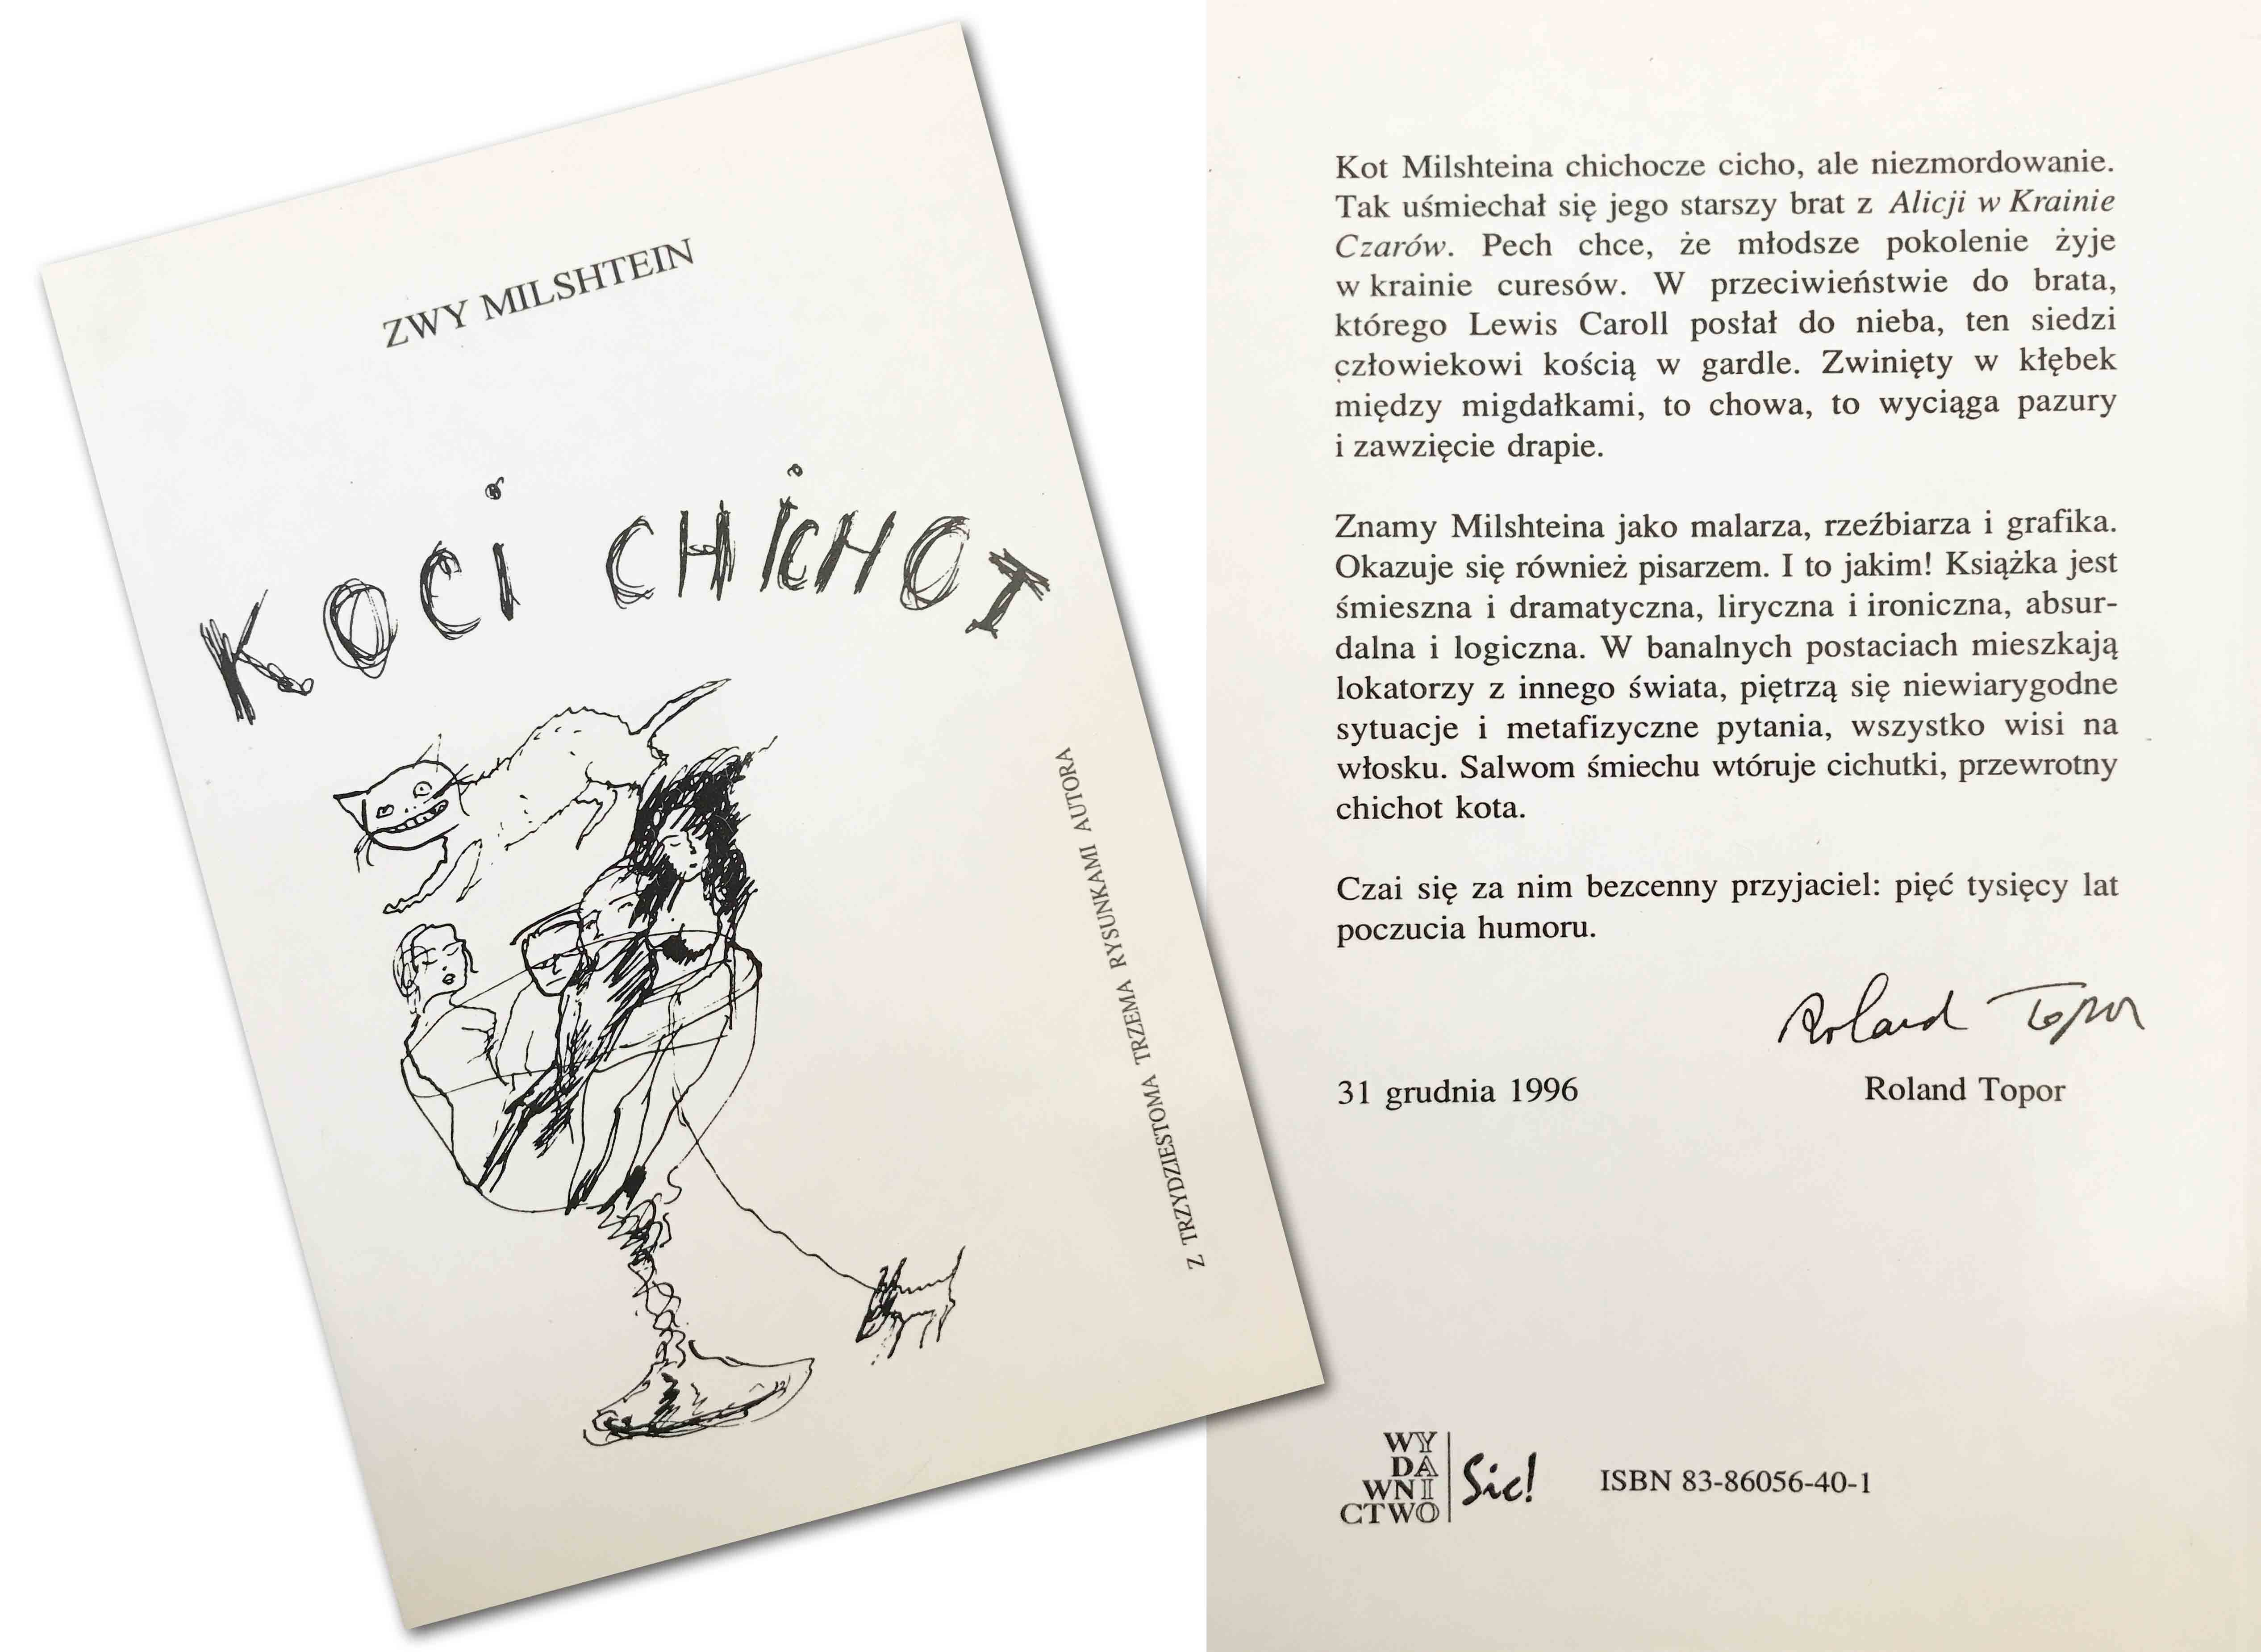 ZWY MILSHTEIN
KOCI CHICHOT
Z TRZYDZIESTOMA TRZEMA RYSUNKAMI AUTORA
Kot Milshteina chichocze cicho, ale niezmordowanie.
Tak uśmiechał się jego starszy brat z Alicji w Krainie
Czarów. Pech chce, że młodsze pokolenie żyje
w krainie curesów. W przeciwieństwie do brata,
którego Lewis Caroll posłał do nieba, ten siedzi
człowiekowi kością w gardle. Zwinięty w kłębek
między migdałkami, to chowa, to wyciąga pazury
i zawzięcie drapie.
Znamy Milshteina jako malarza, rzeźbiarza i grafika.
Okazuje się również pisarzem. I to jakim! Książka jest
śmieszna i dramatyczna, liryczna i ironiczna, absur-
dalna i logiczna. W banalnych postaciach mieszkają
lokatorzy z innego świata, piętrzą się niewiarygodne
sytuacje i metafizyczne pytania, wszystko wisi na
włosku. Salwom śmiechu wtóruje cichutki, przewrotny
chichot kota.
Czai się za nim bezcenny przyjaciel: pięć tysięcy lat
poczucia humoru.
Roland Topor
31 grudnia 1996 Roland Topor
WY
DA
WNI
CTWO
Sic!
ISBN 83-86056-40-1